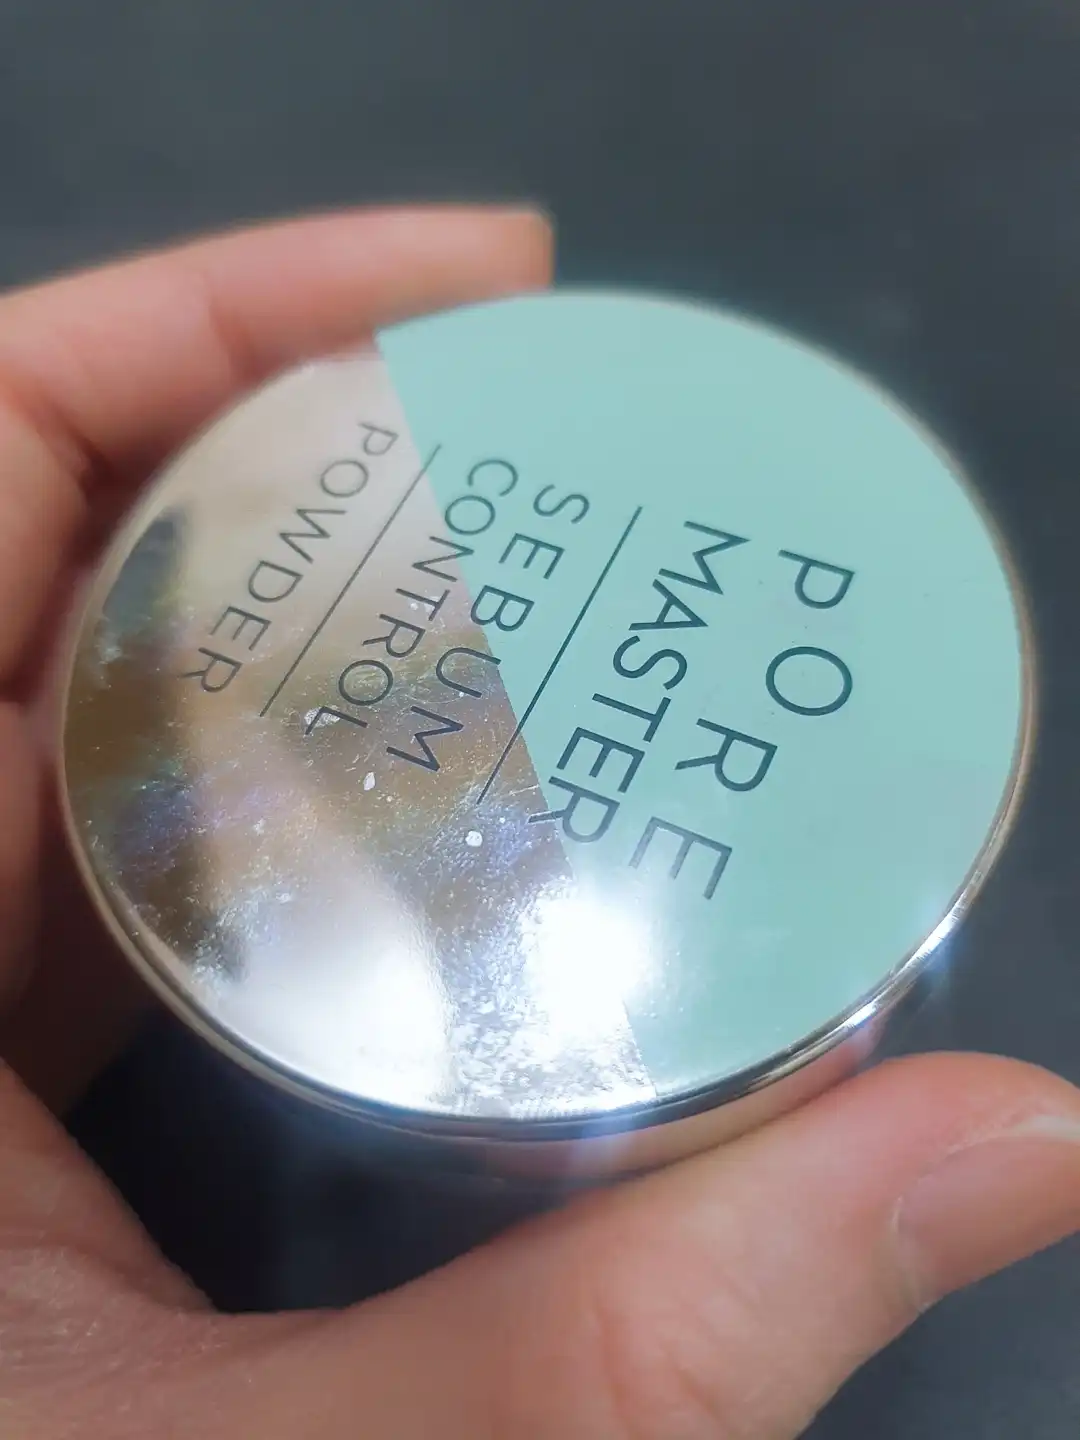 PORE
MASTER
SEBUM
CONTROL
POWDER